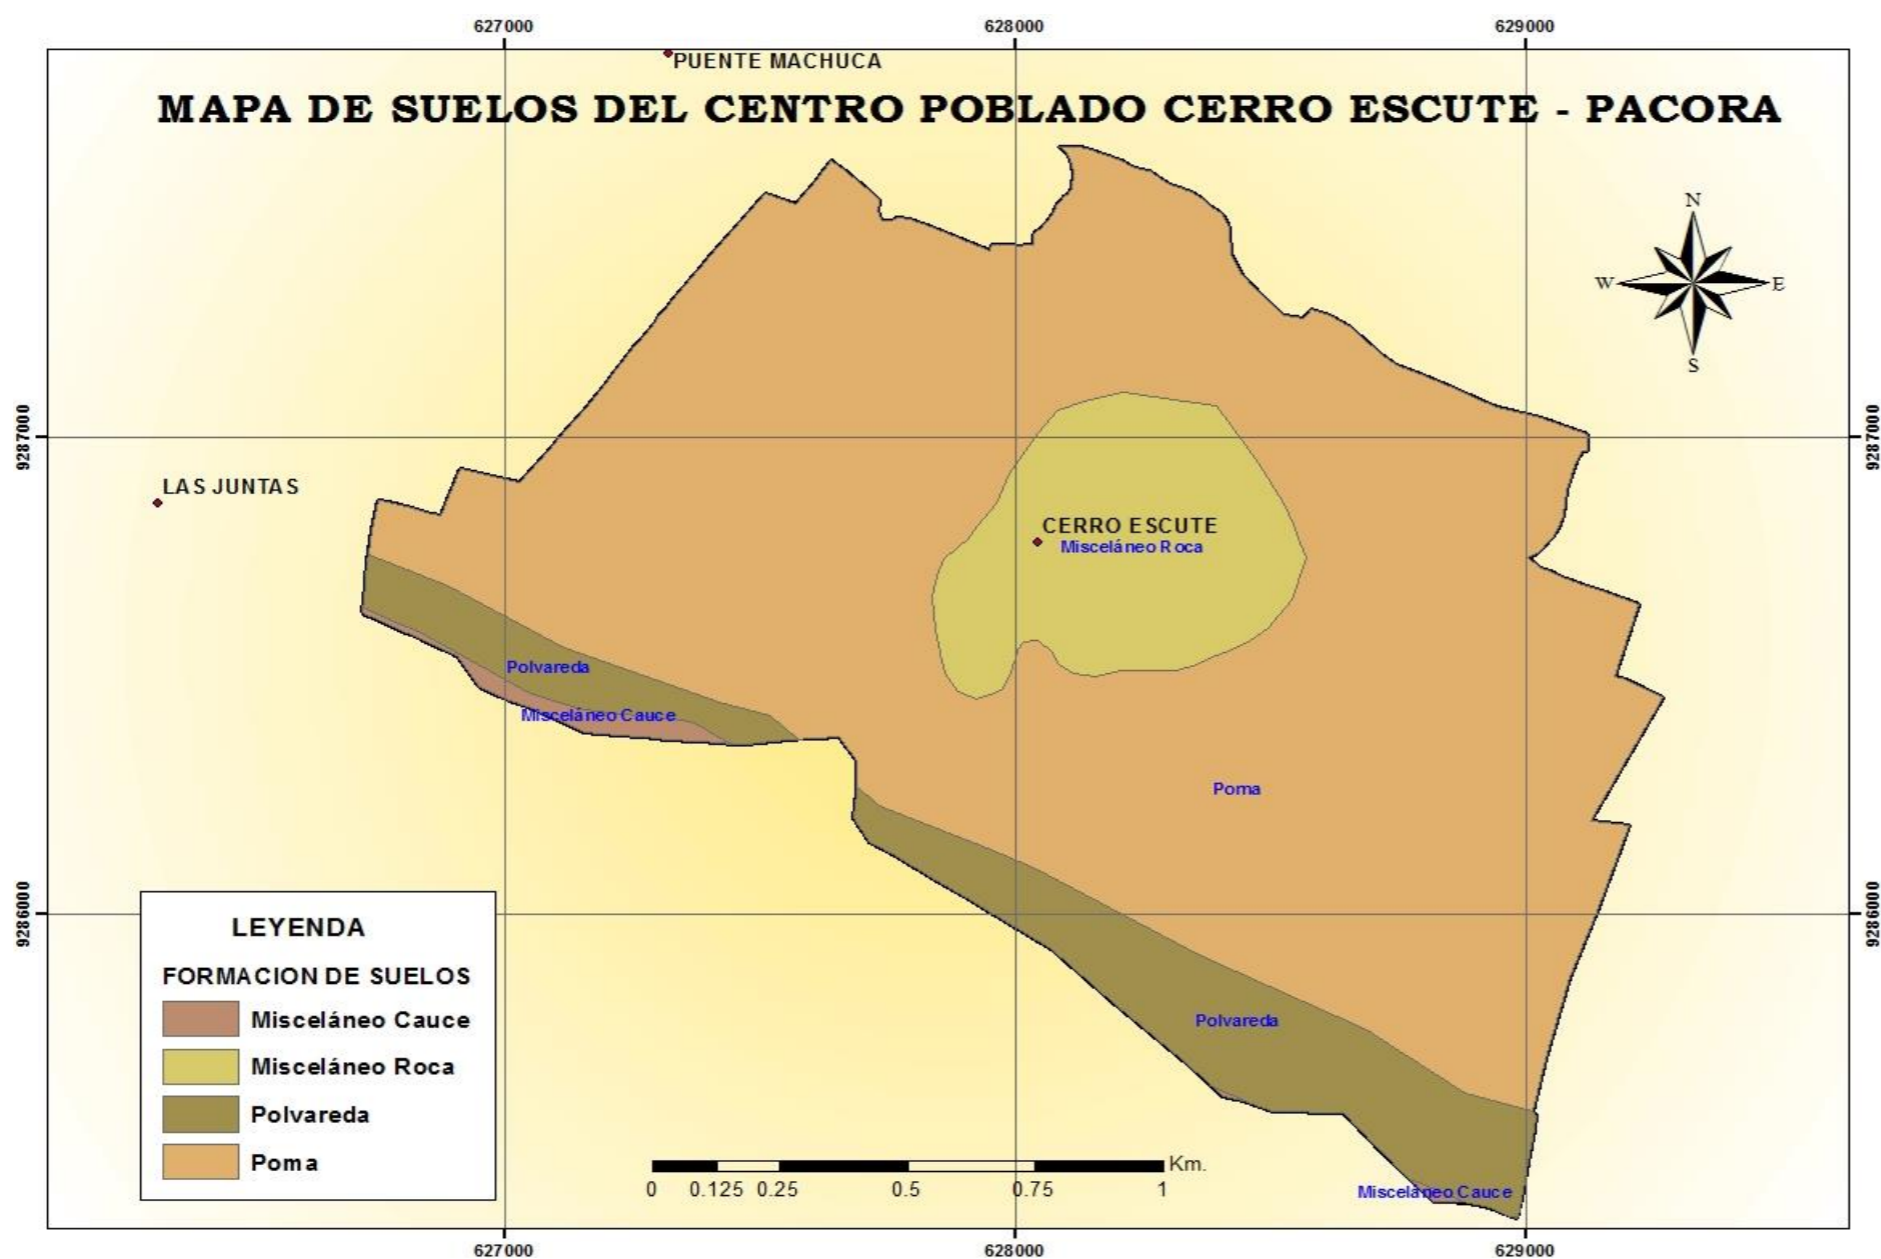 627000 628000 629000
PUENTE MACHUCA
MAPA DE SUELOS DEL CENTRO POBLADO CERRO ESCUTE - PACORA
N
W E
S
9287000 9287000
LAS JUNTAS
CERRO ESCUTE
Misceláneo Roca
Polvareda
Misceláneo Cauce
Poma
9286000 9286000
Polvareda
Misceláneo Cauce
LEYENDA
FORMACION DE SUELOS
Misceláneo Cauce
Misceláneo Roca
Polvareda
Poma
Km.
0 0.125 0.25 0.5 0.75 1
627000 628000 629000